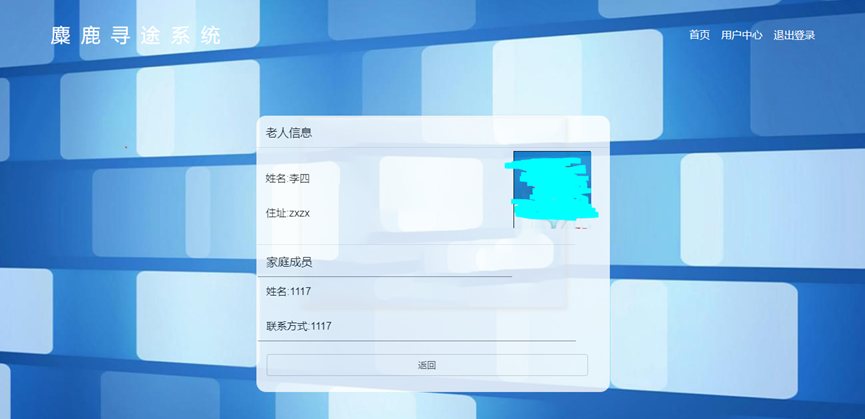 麋鹿寻途系统
首页 用户中心 退出登录
老人信息
姓名:李四
住址:zxzx
家庭成员
姓名:1117
联系方式:1117
返回